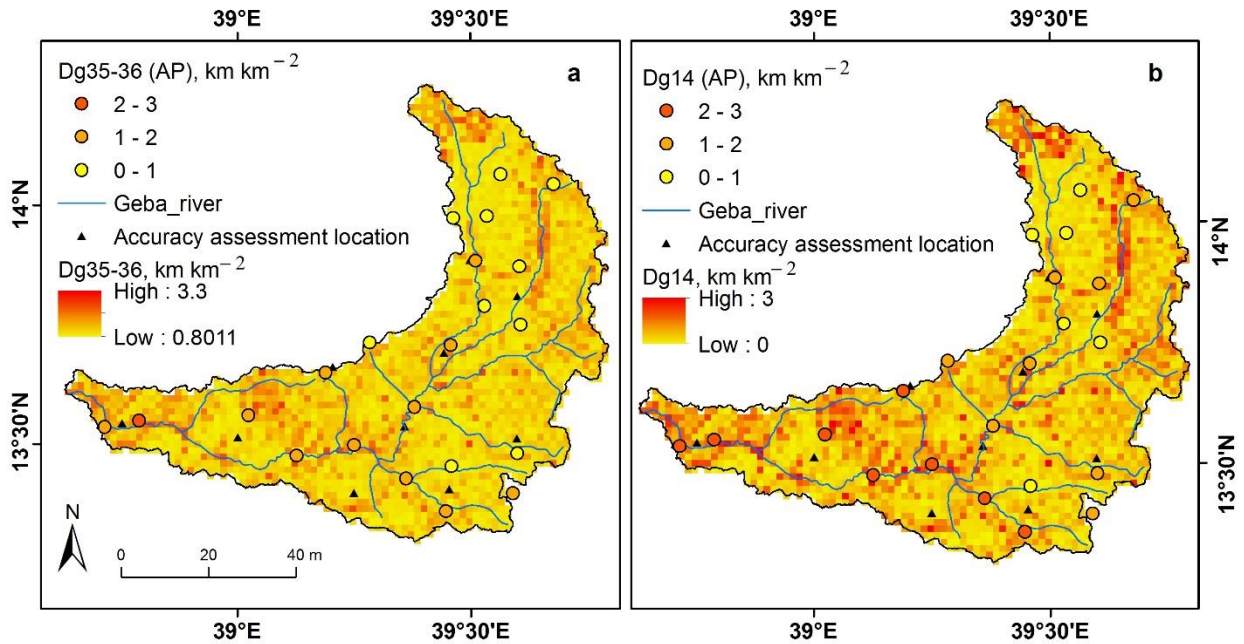 39°E
39°30'E
39°E
39°30'E
Dg35-36 (AP), km km⁻²
a
2 - 3
1 - 2
0 - 1
Geba_river
Accuracy assessment location
Dg35-36, km km⁻²
High : 3.3
Low : 0.8011
14°N
13°30'N
N
0
20
40 m
39°E
39°30'E
Dg14 (AP), km km⁻²
b
2 - 3
1 - 2
0 - 1
Geba_river
Accuracy assessment location
Dg14, km km⁻²
High : 3
Low : 0
14°N
13°30'N
39°E
39°30'E